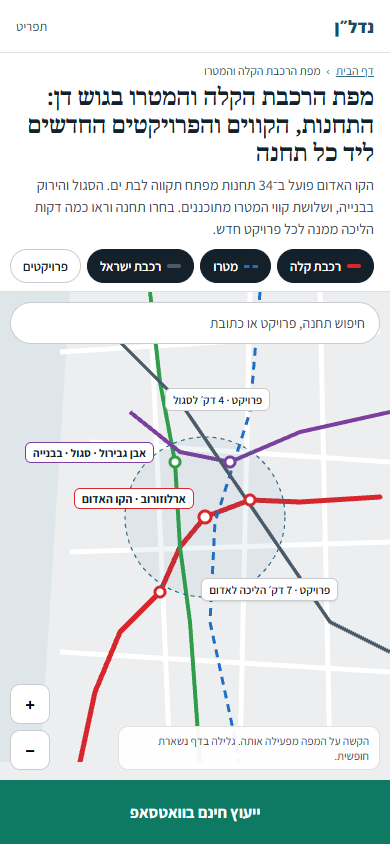 נדל״ן
תפריט
דף הבית › מפת הרכבת הקלה והמטרו
מפת הרכבת הקלה והמטרו בגוש דן:
התחנות, הקווים והפרויקטים החדשים
ליד כל תחנה
הקו האדום פועל ב־34 תחנות מפתח תקווה לבת ים. הסגול והירוק
בבנייה, ושלושת קווי המטרו מתוכננים. בחרו תחנה וראו כמה דקות
הליכה ממנה לכל פרויקט חדש.
רכבת קלה
מטרו
רכבת ישראל
פרויקטים
חיפוש תחנה, פרויקט או כתובת
פרויקט · 4 דק׳ לסגול
אבן גבירול · סגול · בבנייה
ארלוזורוב · הקו האדום
פרויקט · 7 דק׳ הליכה לאדום
+
−
הקשה על המפה מפעילה אותה. גלילה בדף נשארת
חופשית.
ייעוץ חינם בוואטסאפ